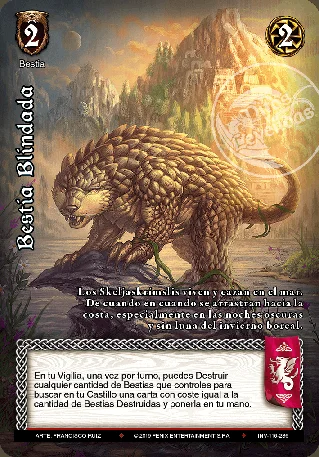 2
2
Bestia
Bestia Blindada
Los Skeljaskrimslis viven y cazan en el mar.
De cuando en cuando se arrastran hacia la
costa, especialmente en las noches oscuras
y sin luna del invierno boreal.
En tu Vigilia, una vez por turno, puedes Destruir
cualquier cantidad de Bestias que controles para
buscar en tu Castillo una carta con coste igual a la
cantidad de Bestias Destruidas y ponerla en tu mano.
ARTE: FRANCISCO RUIZ
© 2019 FENIX ENTERTAINMENT S.P.A.